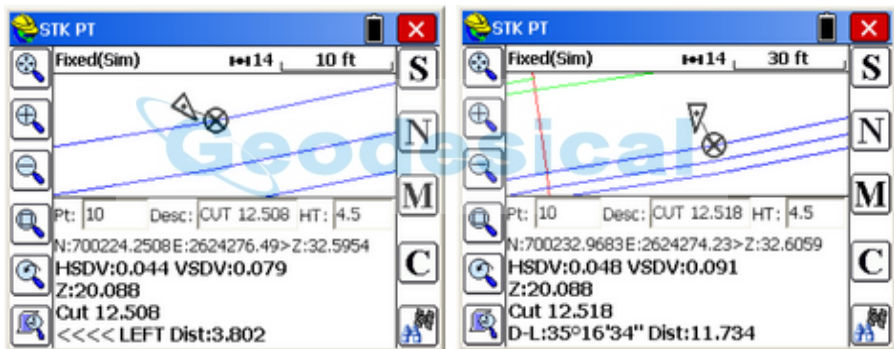 STK PT
Fixed(Sim) 14 10 ft
S
N
M
C
Pt: 10 Desc: CUT 12.508 HT: 4.5
N:700224.2508 E:2624276.49>Z:32.5954
HSDV:0.044 VSDV:0.079
Z:20.088
Cut 12.508
<<<< LEFT Dist:3.802
STK PT
Fixed(Sim) 14 30 ft
S
N
M
C
Pt: 10 Desc: CUT 12.518 HT: 4.5
N:700232.9683 E:2624274.23>Z:32.6059
HSDV:0.048 VSDV:0.091
Z:20.088
Cut 12.518
D-L:35°16'34" Dist:11.734
Geodesical